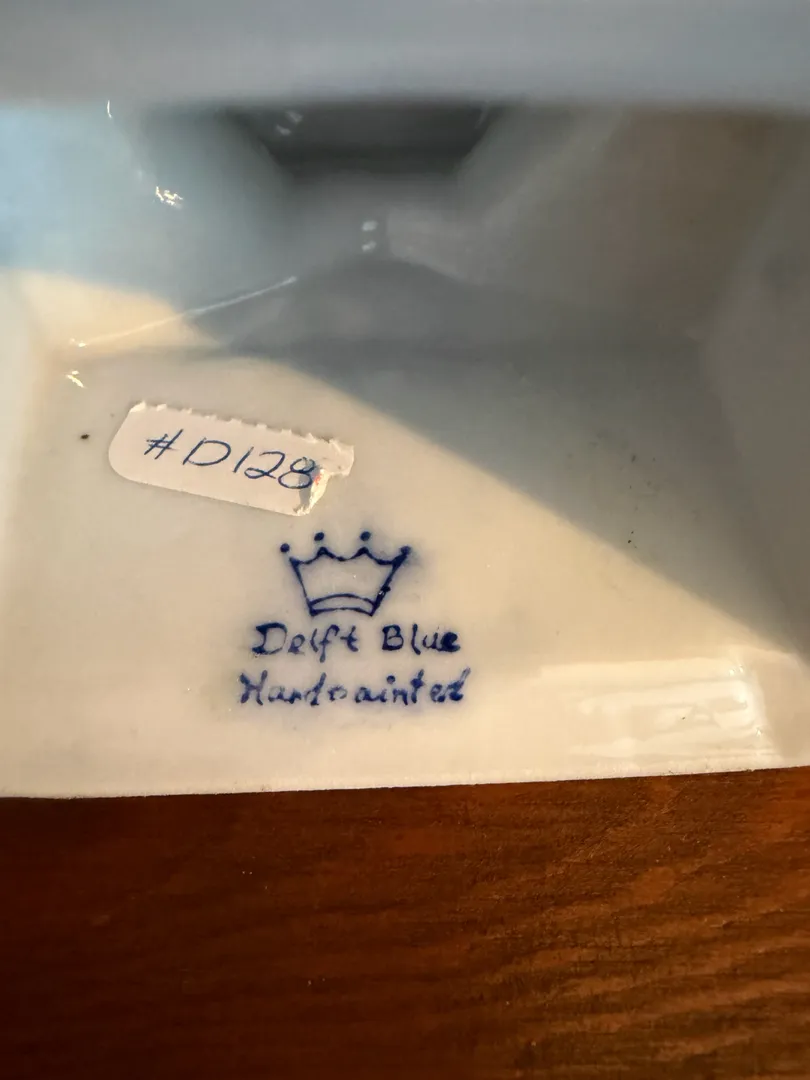 #D128
Delft Blue
Handpainted